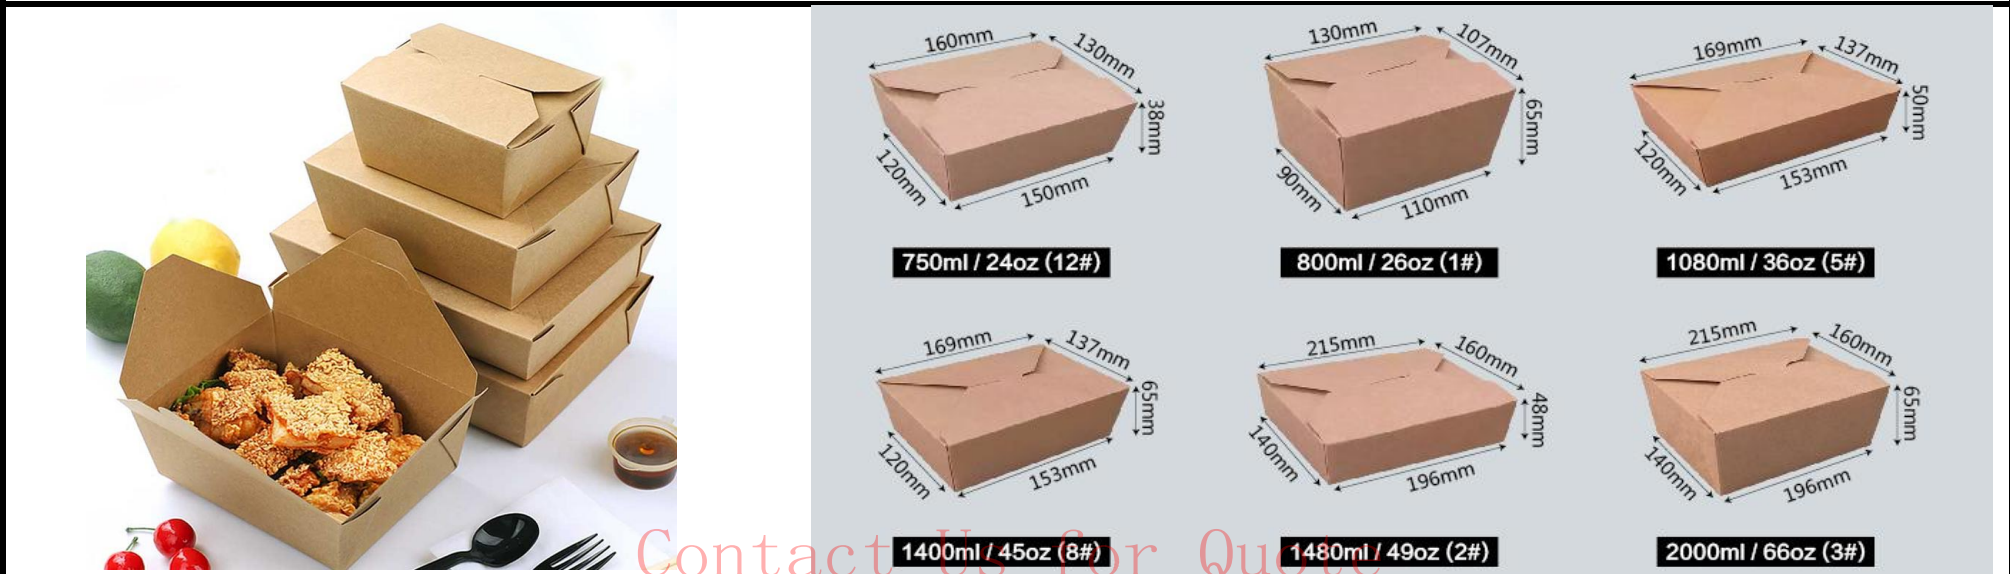 160mm
130mm
38mm
120mm
150mm
750ml / 24oz (12#)
130mm
107mm
65mm
90mm
110mm
800ml / 26oz (1#)
169mm
137mm
50mm
120mm
153mm
1080ml / 36oz (5#)
169mm
137mm
65mm
120mm
153mm
1400ml / 45oz (8#)
215mm
160mm
48mm
140mm
196mm
1480ml / 49oz (2#)
215mm
160mm
65mm
140mm
196mm
2000ml / 66oz (3#)
Contact Us for Quote